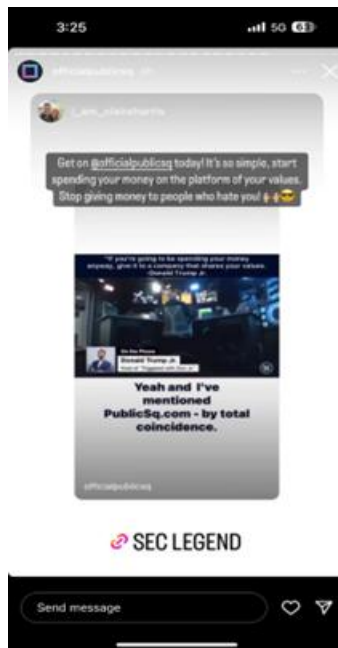 3:25
5G 63
officialpublicsq
Get on @officialpublicsq today! It's so simple, start
spending your money on the platform of your values.
Stop giving money to people who hate you!
"If you're going to be spending your money
anyway, give it to a company that shares your values.
-Donald Trump Jr.
On the Phone
Donald Trump Jr.
Yeah and I've
mentioned
PublicSq.com - by total
coincidence.
officialpublicsq
SEC LEGEND
Send message